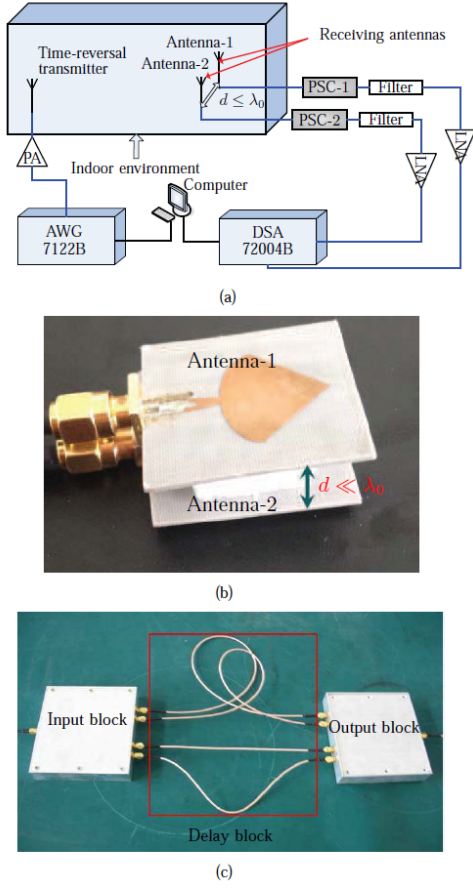 Antenna-1
Receiving antennas
Time-reversal
transmitter
Antenna-2
d ≤ λ₀
PSC-1
Filter
PSC-2
Filter
LNA
LNA
PA
Indoor environment
Computer
AWG
7122B
DSA
72004B
(a)
Antenna-1
d ≪ λ₀
Antenna-2
(b)
Input block
Output block
Delay block
(c)